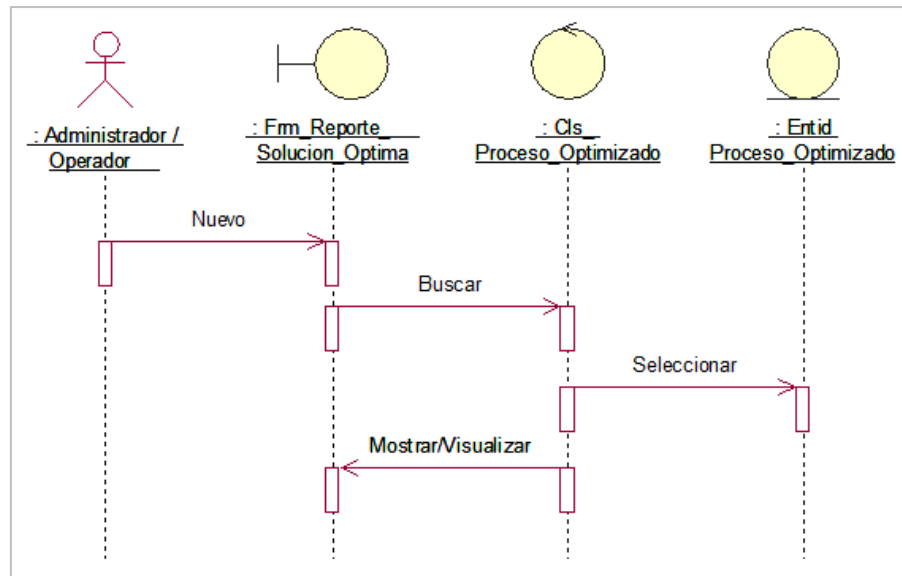 : Administrador /
Operador
: Frm_Reporte_
Solucion_Optima
: Cls_
Proceso_Optimizado
: Entid
Proceso_Optimizado
Nuevo
Buscar
Seleccionar
Mostrar/Visualizar